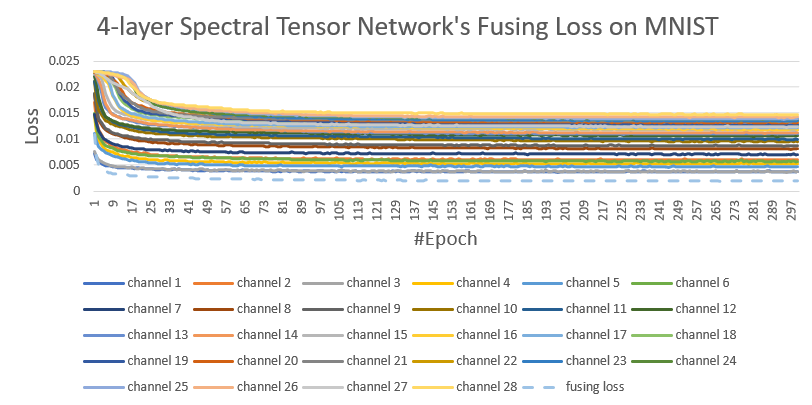 4-layer Spectral Tensor Network's Fusing Loss on MNIST
0.025
0.02
0.015
0.01
0.005
0
Loss
1 9 17 25 33 41 49 57 65 73 81 89 97 105 113 121 129 137 145 153 161 169 177 185 193 201 209 217 225 233 241 249 257 265 273 281 289 297
#Epoch
channel 1 channel 2 channel 3 channel 4 channel 5 channel 6
channel 7 channel 8 channel 9 channel 10 channel 11 channel 12
channel 13 channel 14 channel 15 channel 16 channel 17 channel 18
channel 19 channel 20 channel 21 channel 22 channel 23 channel 24
channel 25 channel 26 channel 27 channel 28 fusing loss